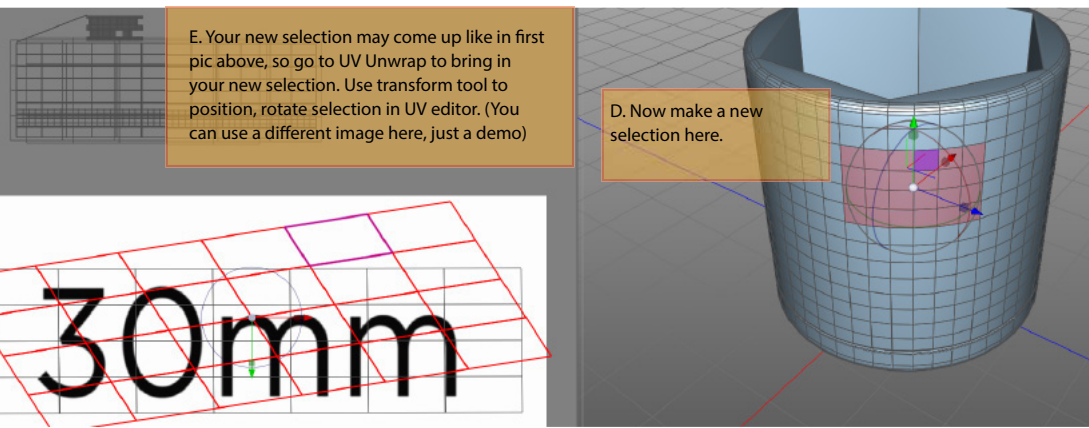 E. Your new selection may come up like in first
pic above, so go to UV Unwrap to bring in
your new selection. Use transform tool to
position, rotate selection in UV editor. (You
can use a different image here, just a demo)
D. Now make a new
selection here.
30mm